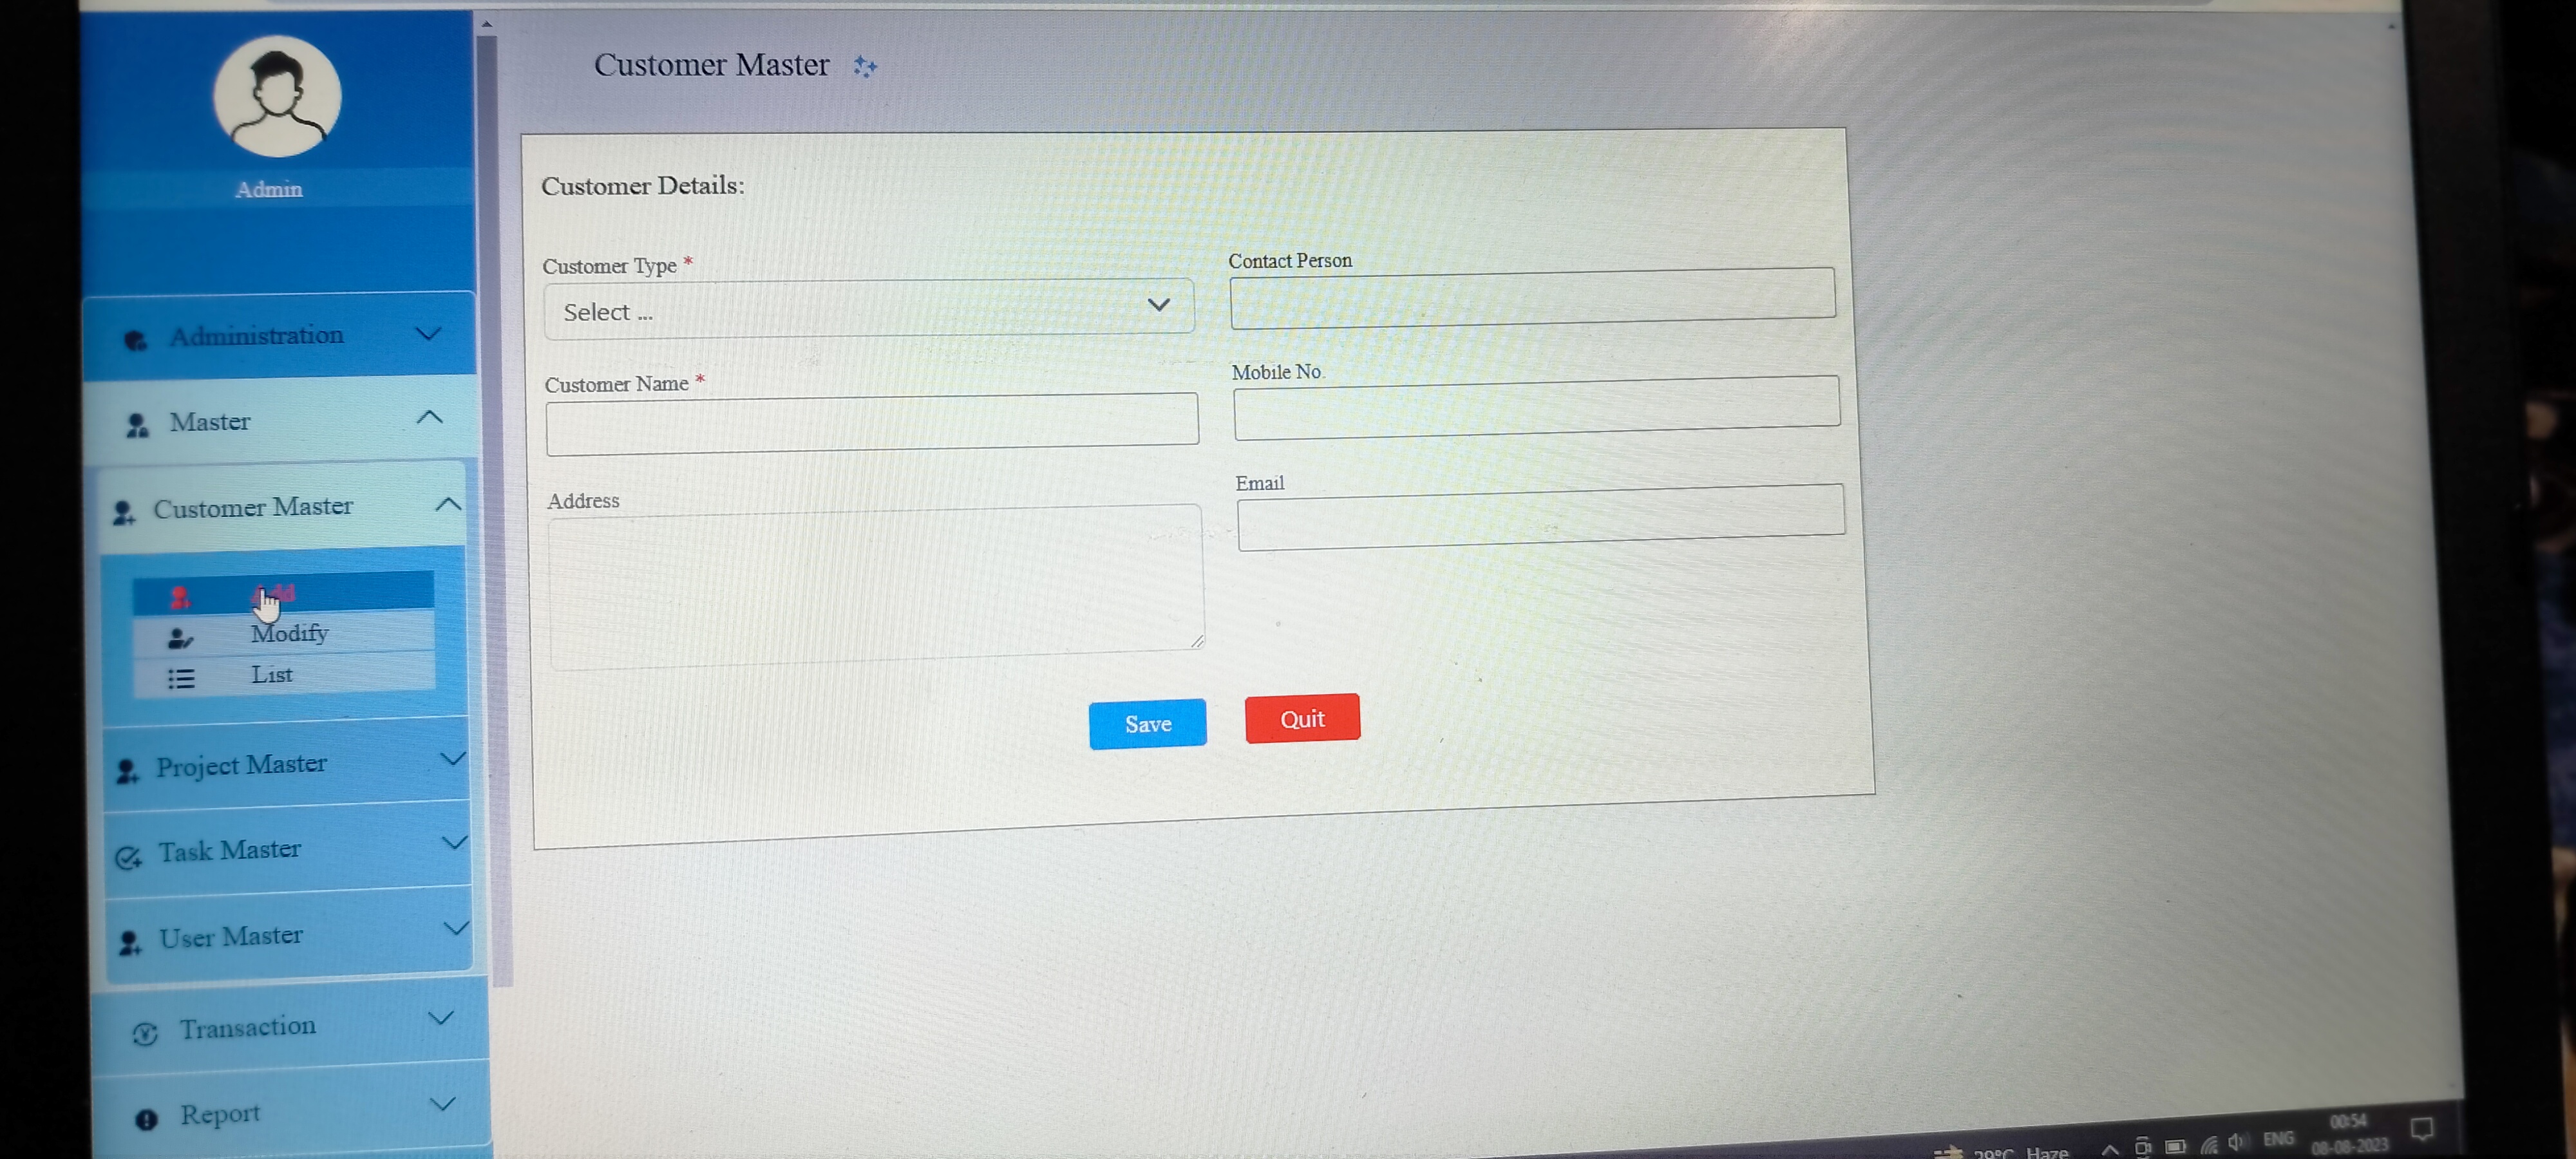 Admin
Administration
Master
Customer Master
Add
Modify
List
Project Master
Task Master
User Master
Transaction
Report
Customer Master
Customer Details:
Customer Type *
Select ...
Customer Name *
Address
Contact Person
Mobile No.
Email
Save
Quit
29°C Haze
ENG
00:54
08-08-2023